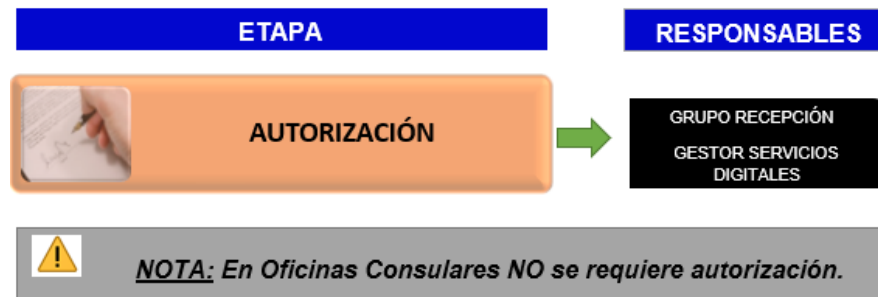 ETAPA
RESPONSABLES
AUTORIZACIÓN
GRUPO RECEPCIÓN
GESTOR SERVICIOS
DIGITALES
NOTA: En Oficinas Consulares NO se requiere autorización.